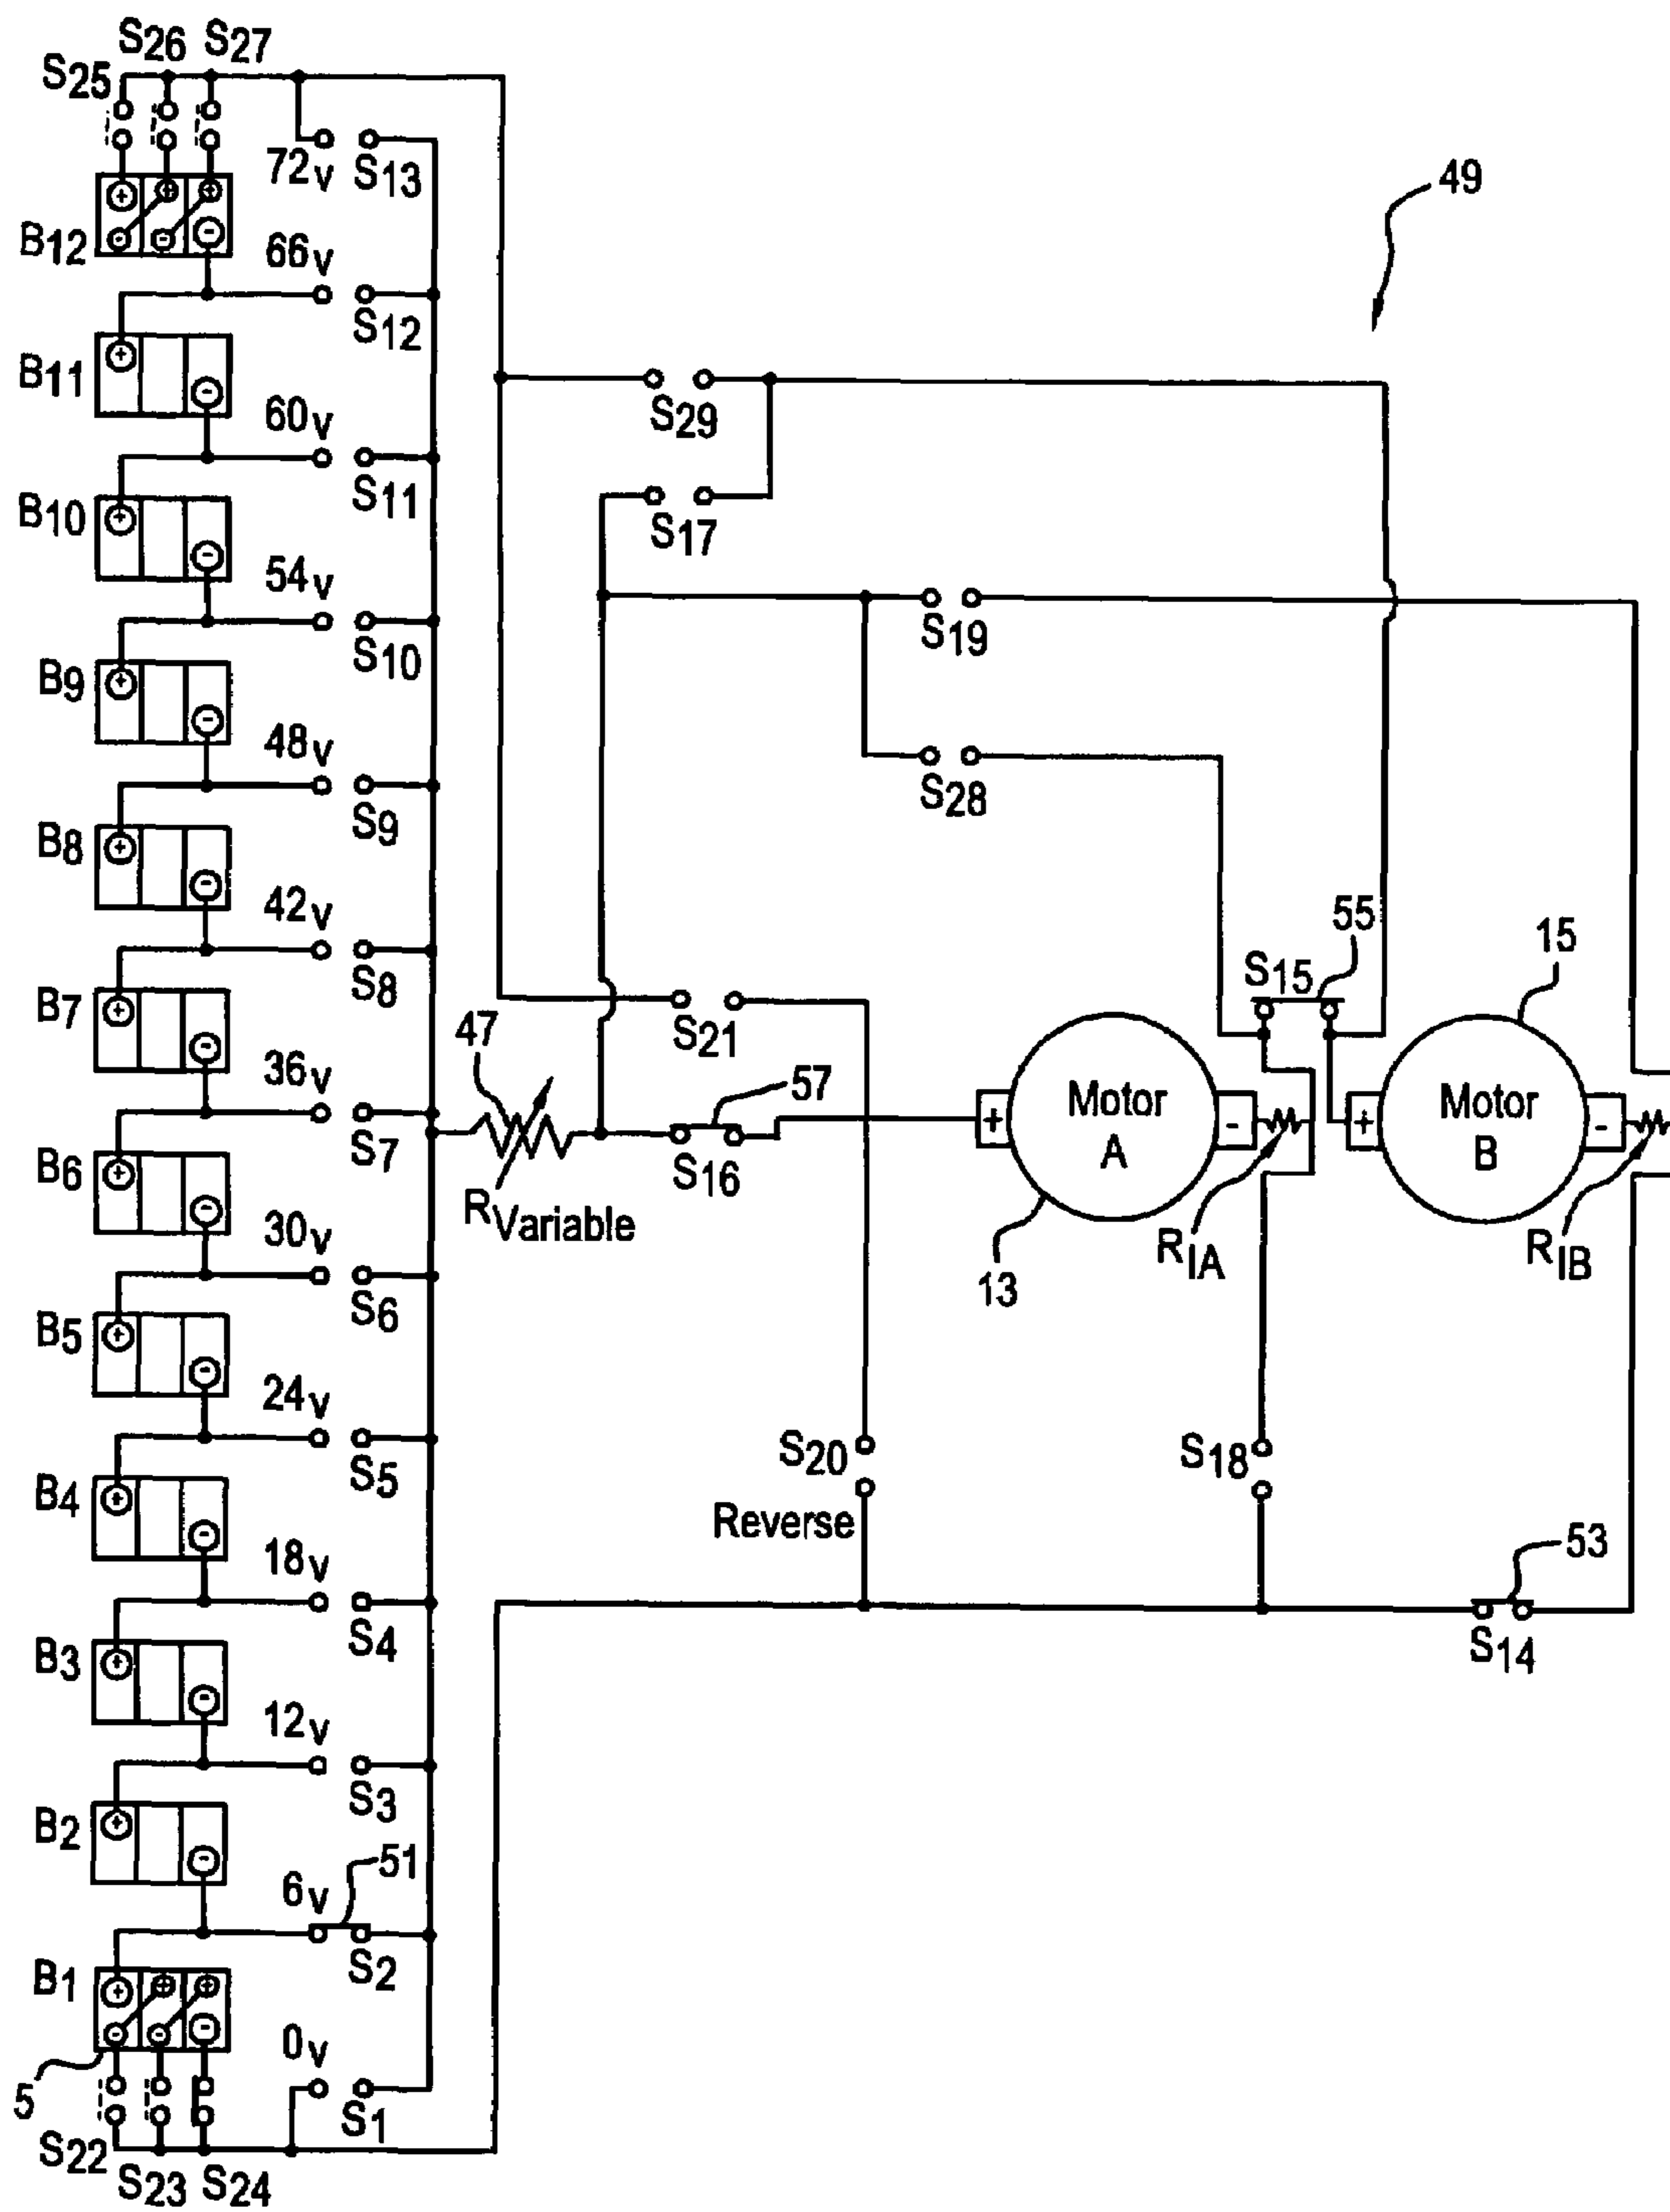 S26 S27
S25
72v S13
49
B12
66v
S12
B11
S29
60v
S11
B10
S17
54v
S10
S19
B9
48v
S9
S28
B8
42v
S8
S15 55 15
B7
47
S21
36v
S7
57
S16
RVariable
+ Motor A -
+ Motor B -
RIA
RIB
13
B6
30v
S6
B5
24v
S5
S20
S18
Reverse
B4
18v
S4
53
S14
B3
12v
S3
B2
51
6v
S2
B1
0v
S1
5
S22
S23 S24